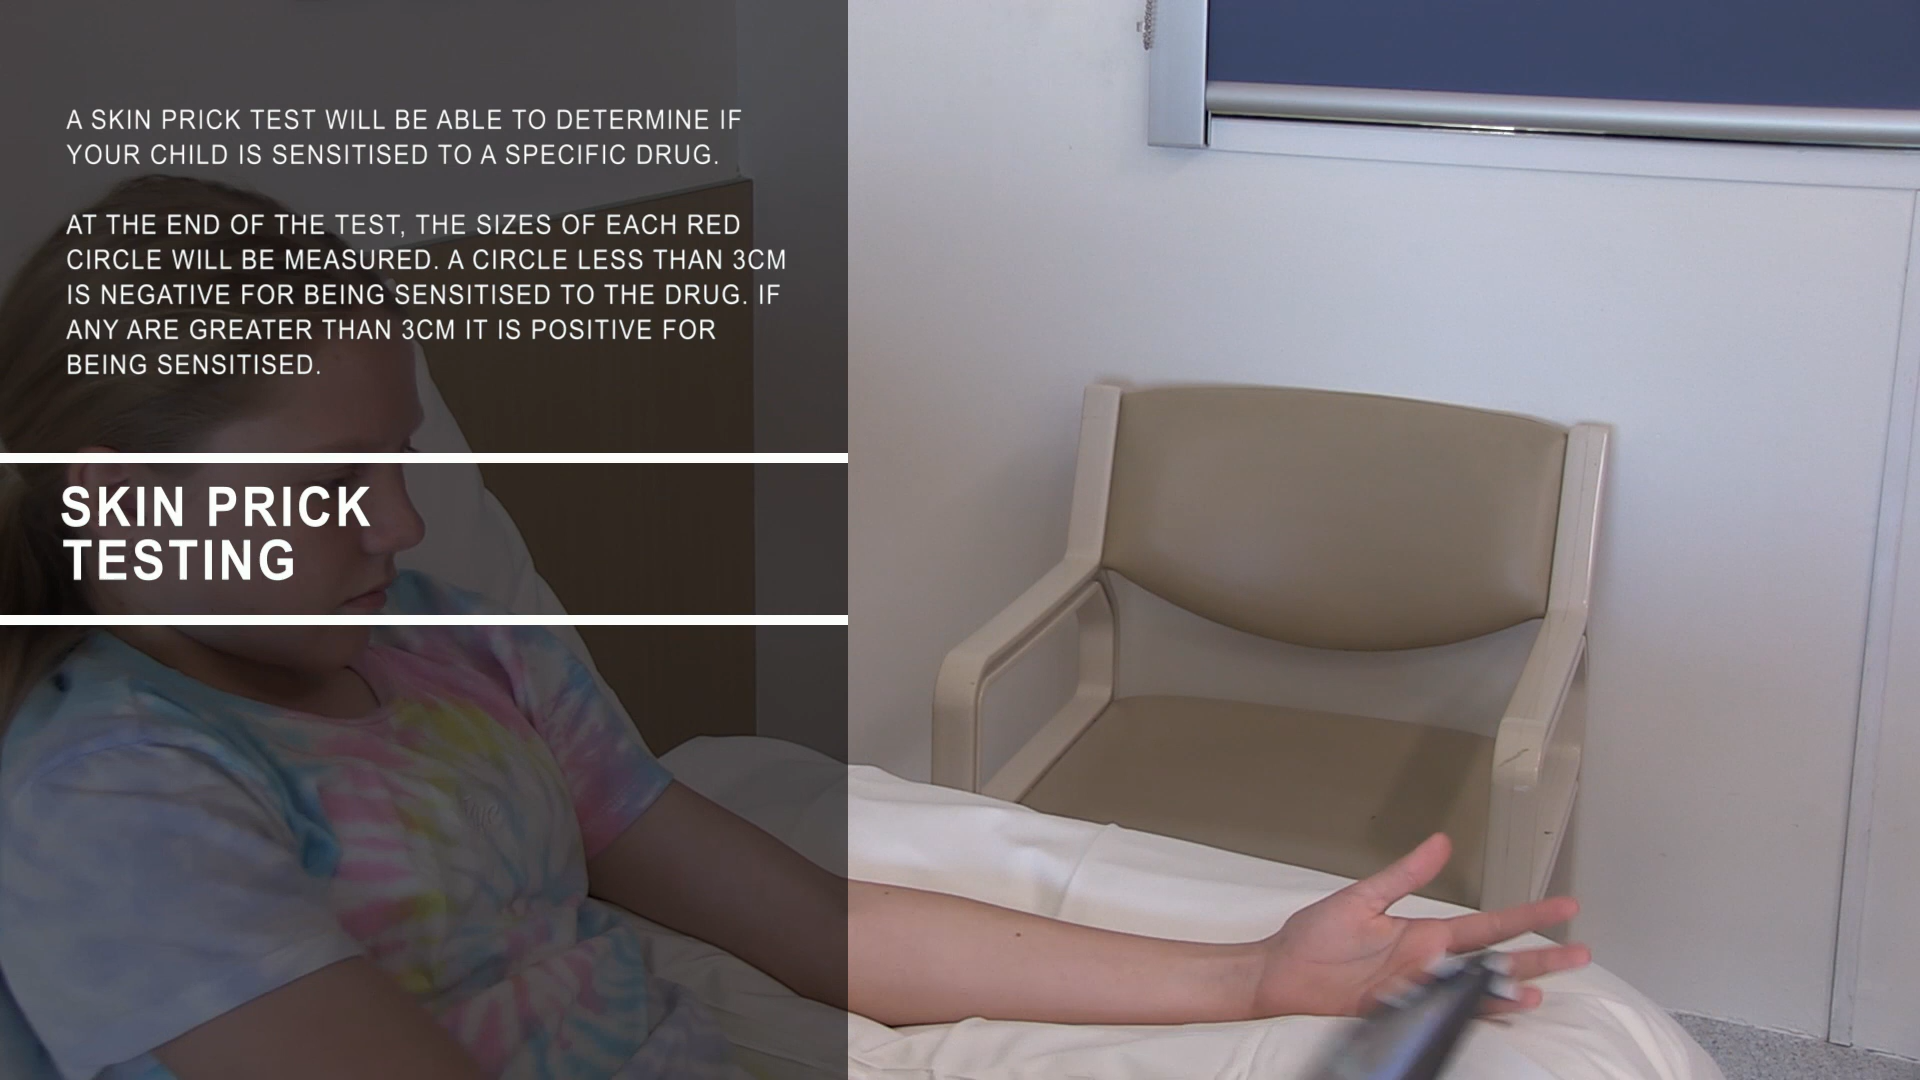 A SKIN PRICK TEST WILL BE ABLE TO DETERMINE IF
YOUR CHILD IS SENSITISED TO A SPECIFIC DRUG.
AT THE END OF THE TEST, THE SIZES OF EACH RED
CIRCLE WILL BE MEASURED. A CIRCLE LESS THAN 3CM
IS NEGATIVE FOR BEING SENSITISED TO THE DRUG. IF
ANY ARE GREATER THAN 3CM IT IS POSITIVE FOR
BEING SENSITISED.
SKIN PRICK
TESTING